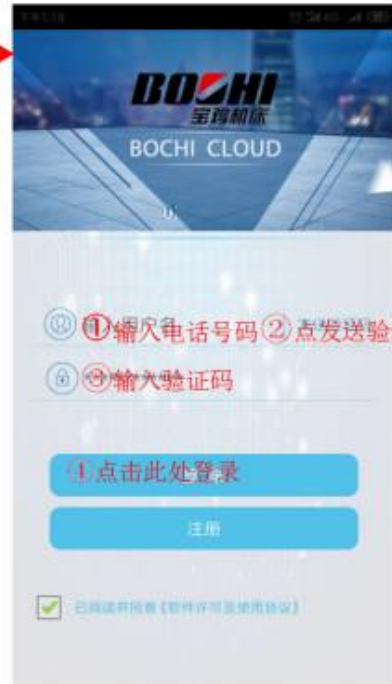 BOCHI
宝鸡机床
BOCHI CLOUD
①输入电话号码②点发送验
③输入验证码
④点击此处登录
注册
已阅读并同意《软件许可及使用协议》